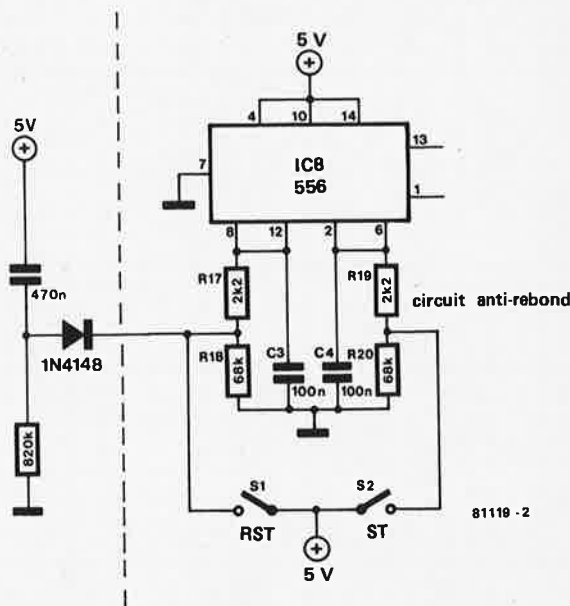 5V
470n
1N4148
820k
5 V
4
10
14
13
7
IC8
556
1
8
12
2
6
R17
2k2
R19
2k2
circuit anti-rebond
R18
68k
C3
100n
C4
100n
R20
68k
S1
RST
S2
ST
81119 - 2
5 V